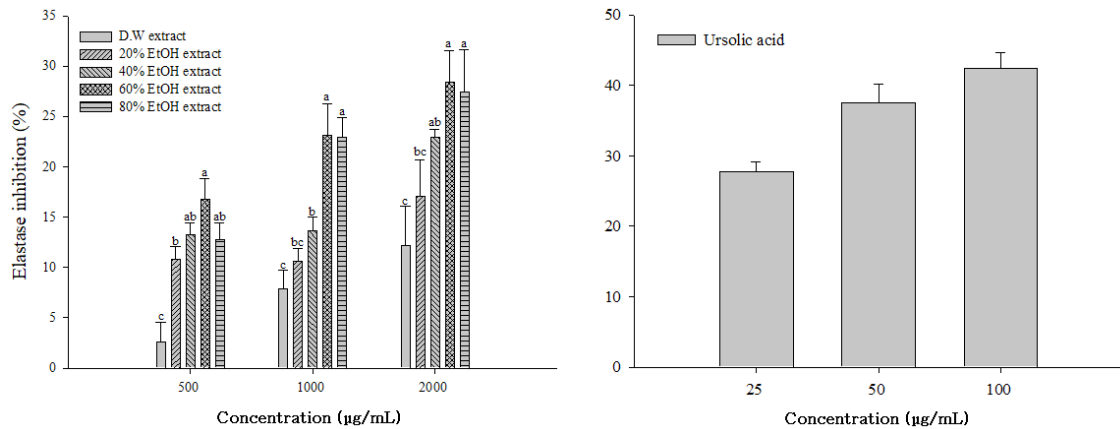 35
30
25
20
15
10
5
0
Elastase inhibition (%)
D.W extract
20% EtOH extract
40% EtOH extract
60% EtOH extract
80% EtOH extract
c
b
ab
a
ab
c
bc
b
a
a
c
bc
ab
a
a
500
1000
2000
Concentration (µg/mL)
50
40
30
20
10
0
Ursolic acid
25
50
100
Concentration (µg/mL)